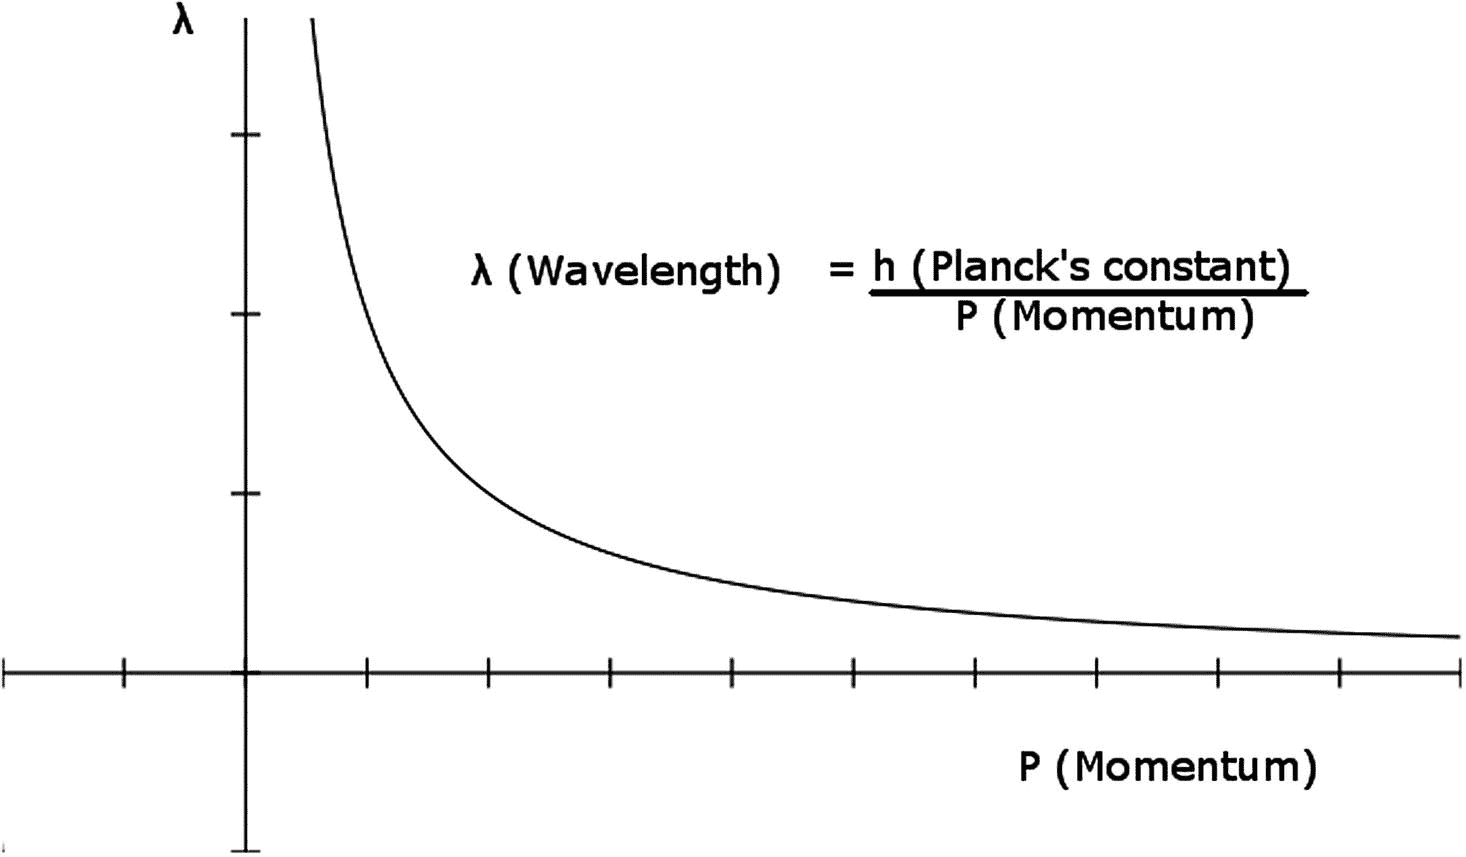 λ
λ (Wavelength) = h (Planck's constant)
P (Momentum)
P (Momentum)